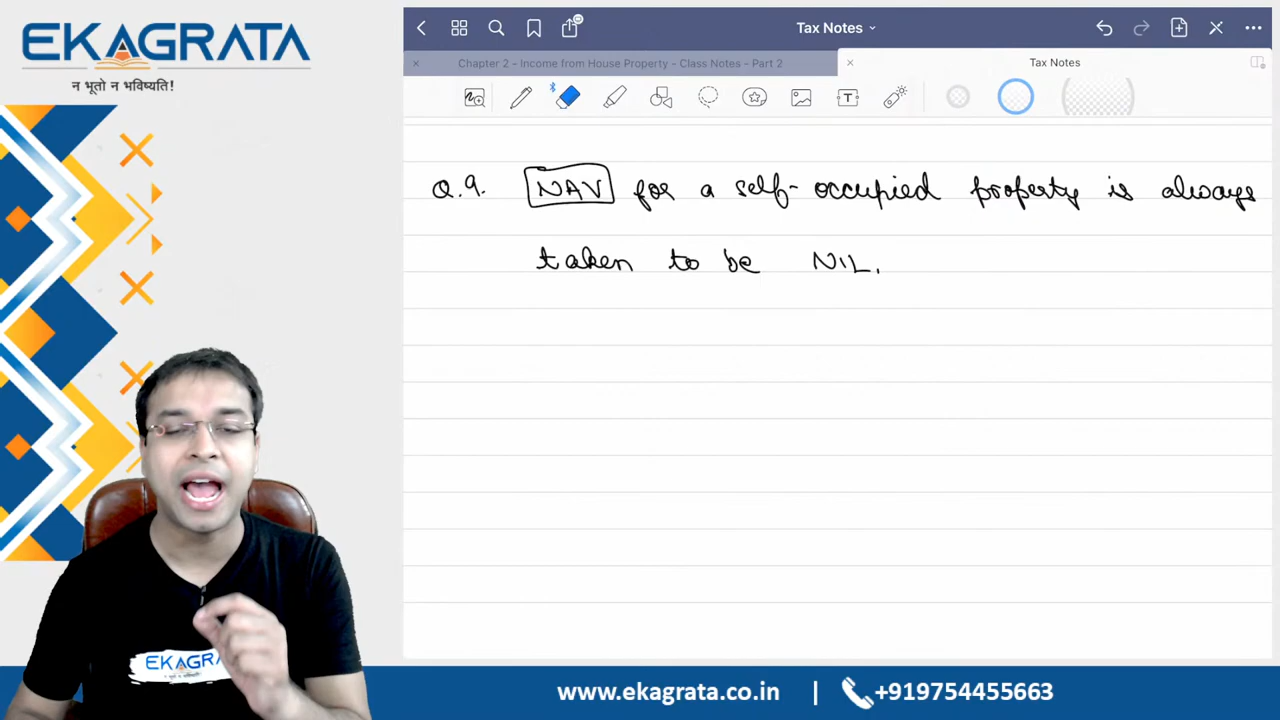 EKAGRATA
न भूतो न भविष्यति!
Tax Notes
Chapter 2 - Income from House Property - Class Notes - Part 2
Tax Notes
Q.9. NAV for a self-occupied property is always
taken to be NIL.
EKAGRA
www.ekagrata.co.in | +919754455663